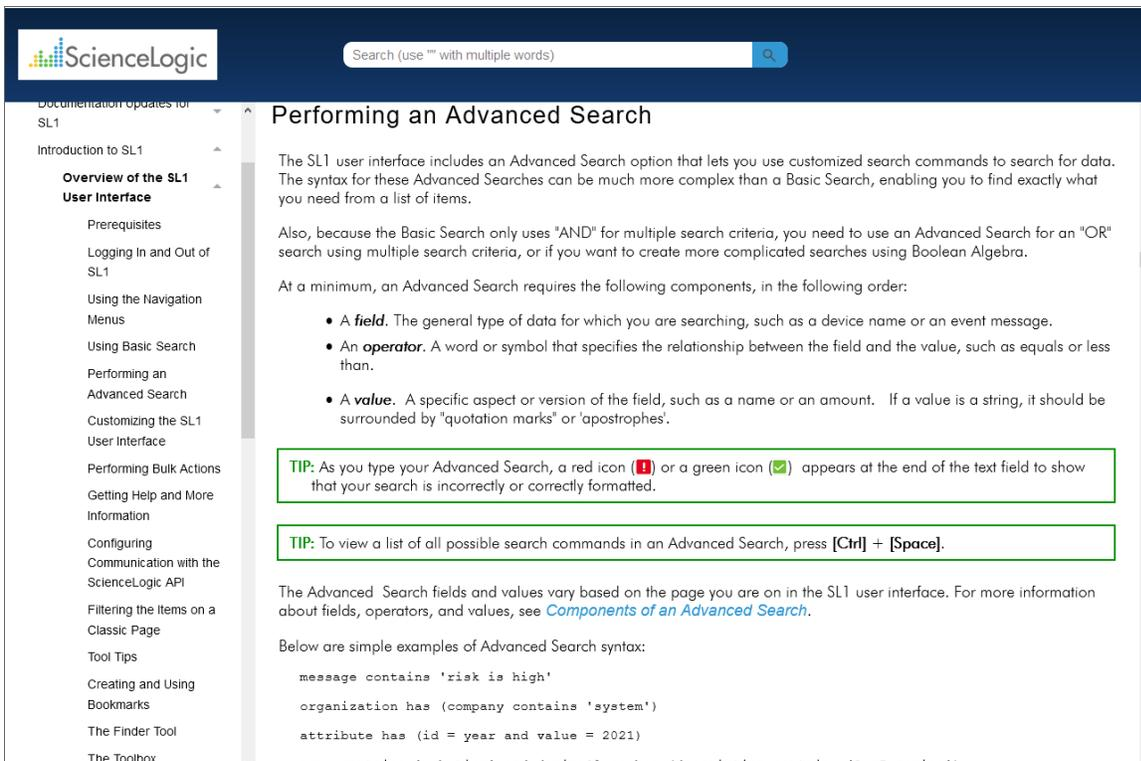 ScienceLogic
Search (use "" with multiple words)
Documentation Updates for
SL1
Introduction to SL1
Overview of the SL1
User Interface
Prerequisites
Logging In and Out of
SL1
Using the Navigation
Menus
Using Basic Search
Performing an
Advanced Search
Customizing the SL1
User Interface
Performing Bulk Actions
Getting Help and More
Information
Configuring
Communication with the
ScienceLogic API
Filtering the Items on a
Classic Page
Tool Tips
Creating and Using
Bookmarks
The Finder Tool
The Toolbox
Performing an Advanced Search
The SL1 user interface includes an Advanced Search option that lets you use customized search commands to search for data.
The syntax for these Advanced Searches can be much more complex than a Basic Search, enabling you to find exactly what
you need from a list of items.
Also, because the Basic Search only uses "AND" for multiple search criteria, you need to use an Advanced Search for an "OR"
search using multiple search criteria, or if you want to create more complicated searches using Boolean Algebra.
At a minimum, an Advanced Search requires the following components, in the following order:
• A field. The general type of data for which you are searching, such as a device name or an event message.
• An operator. A word or symbol that specifies the relationship between the field and the value, such as equals or less
than.
• A value. A specific aspect or version of the field, such as a name or an amount. If a value is a string, it should be
surrounded by "quotation marks" or 'apostrophes'.
TIP: As you type your Advanced Search, a red icon (!) or a green icon (✓) appears at the end of the text field to show
that your search is incorrectly or correctly formatted.
TIP: To view a list of all possible search commands in an Advanced Search, press [Ctrl] + [Space].
The Advanced Search fields and values vary based on the page you are on in the SL1 user interface. For more information
about fields, operators, and values, see Components of an Advanced Search.
Below are simple examples of Advanced Search syntax:
message contains 'risk is high'
organization has (company contains 'system')
attribute has (id = year and value = 2021)